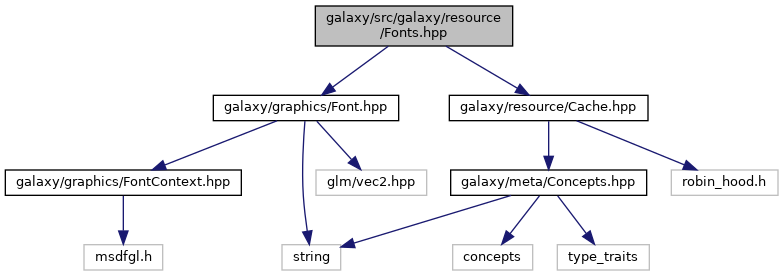 galaxy/src/galaxy/resource
/Fonts.hpp
galaxy/graphics/Font.hpp
galaxy/resource/Cache.hpp
galaxy/graphics/FontContext.hpp
glm/vec2.hpp
galaxy/meta/Concepts.hpp
robin_hood.h
msdfgl.h
string
concepts
type_traits